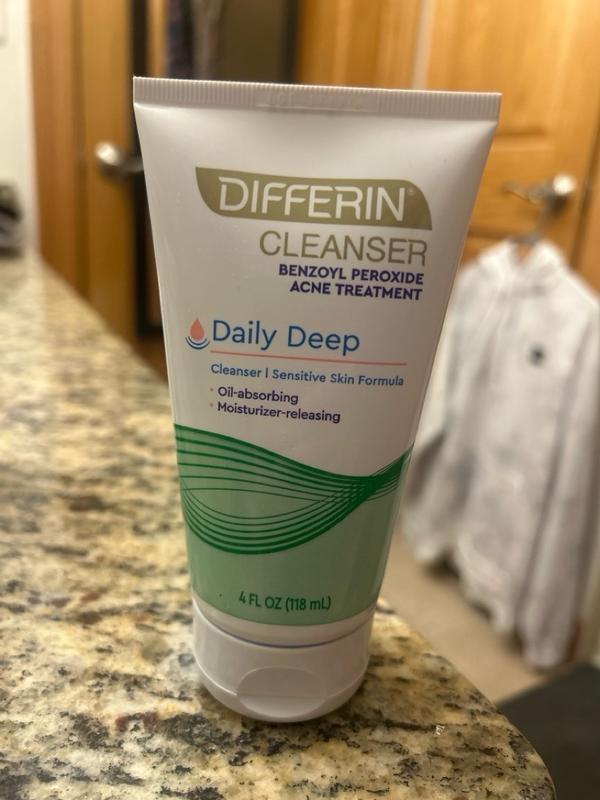 DIFFERIN®
CLEANSER
BENZOYL PEROXIDE
ACNE TREATMENT
Daily Deep
Cleanser | Sensitive Skin Formula
• Oil-absorbing
• Moisturizer-releasing
4 FL OZ (118 mL)